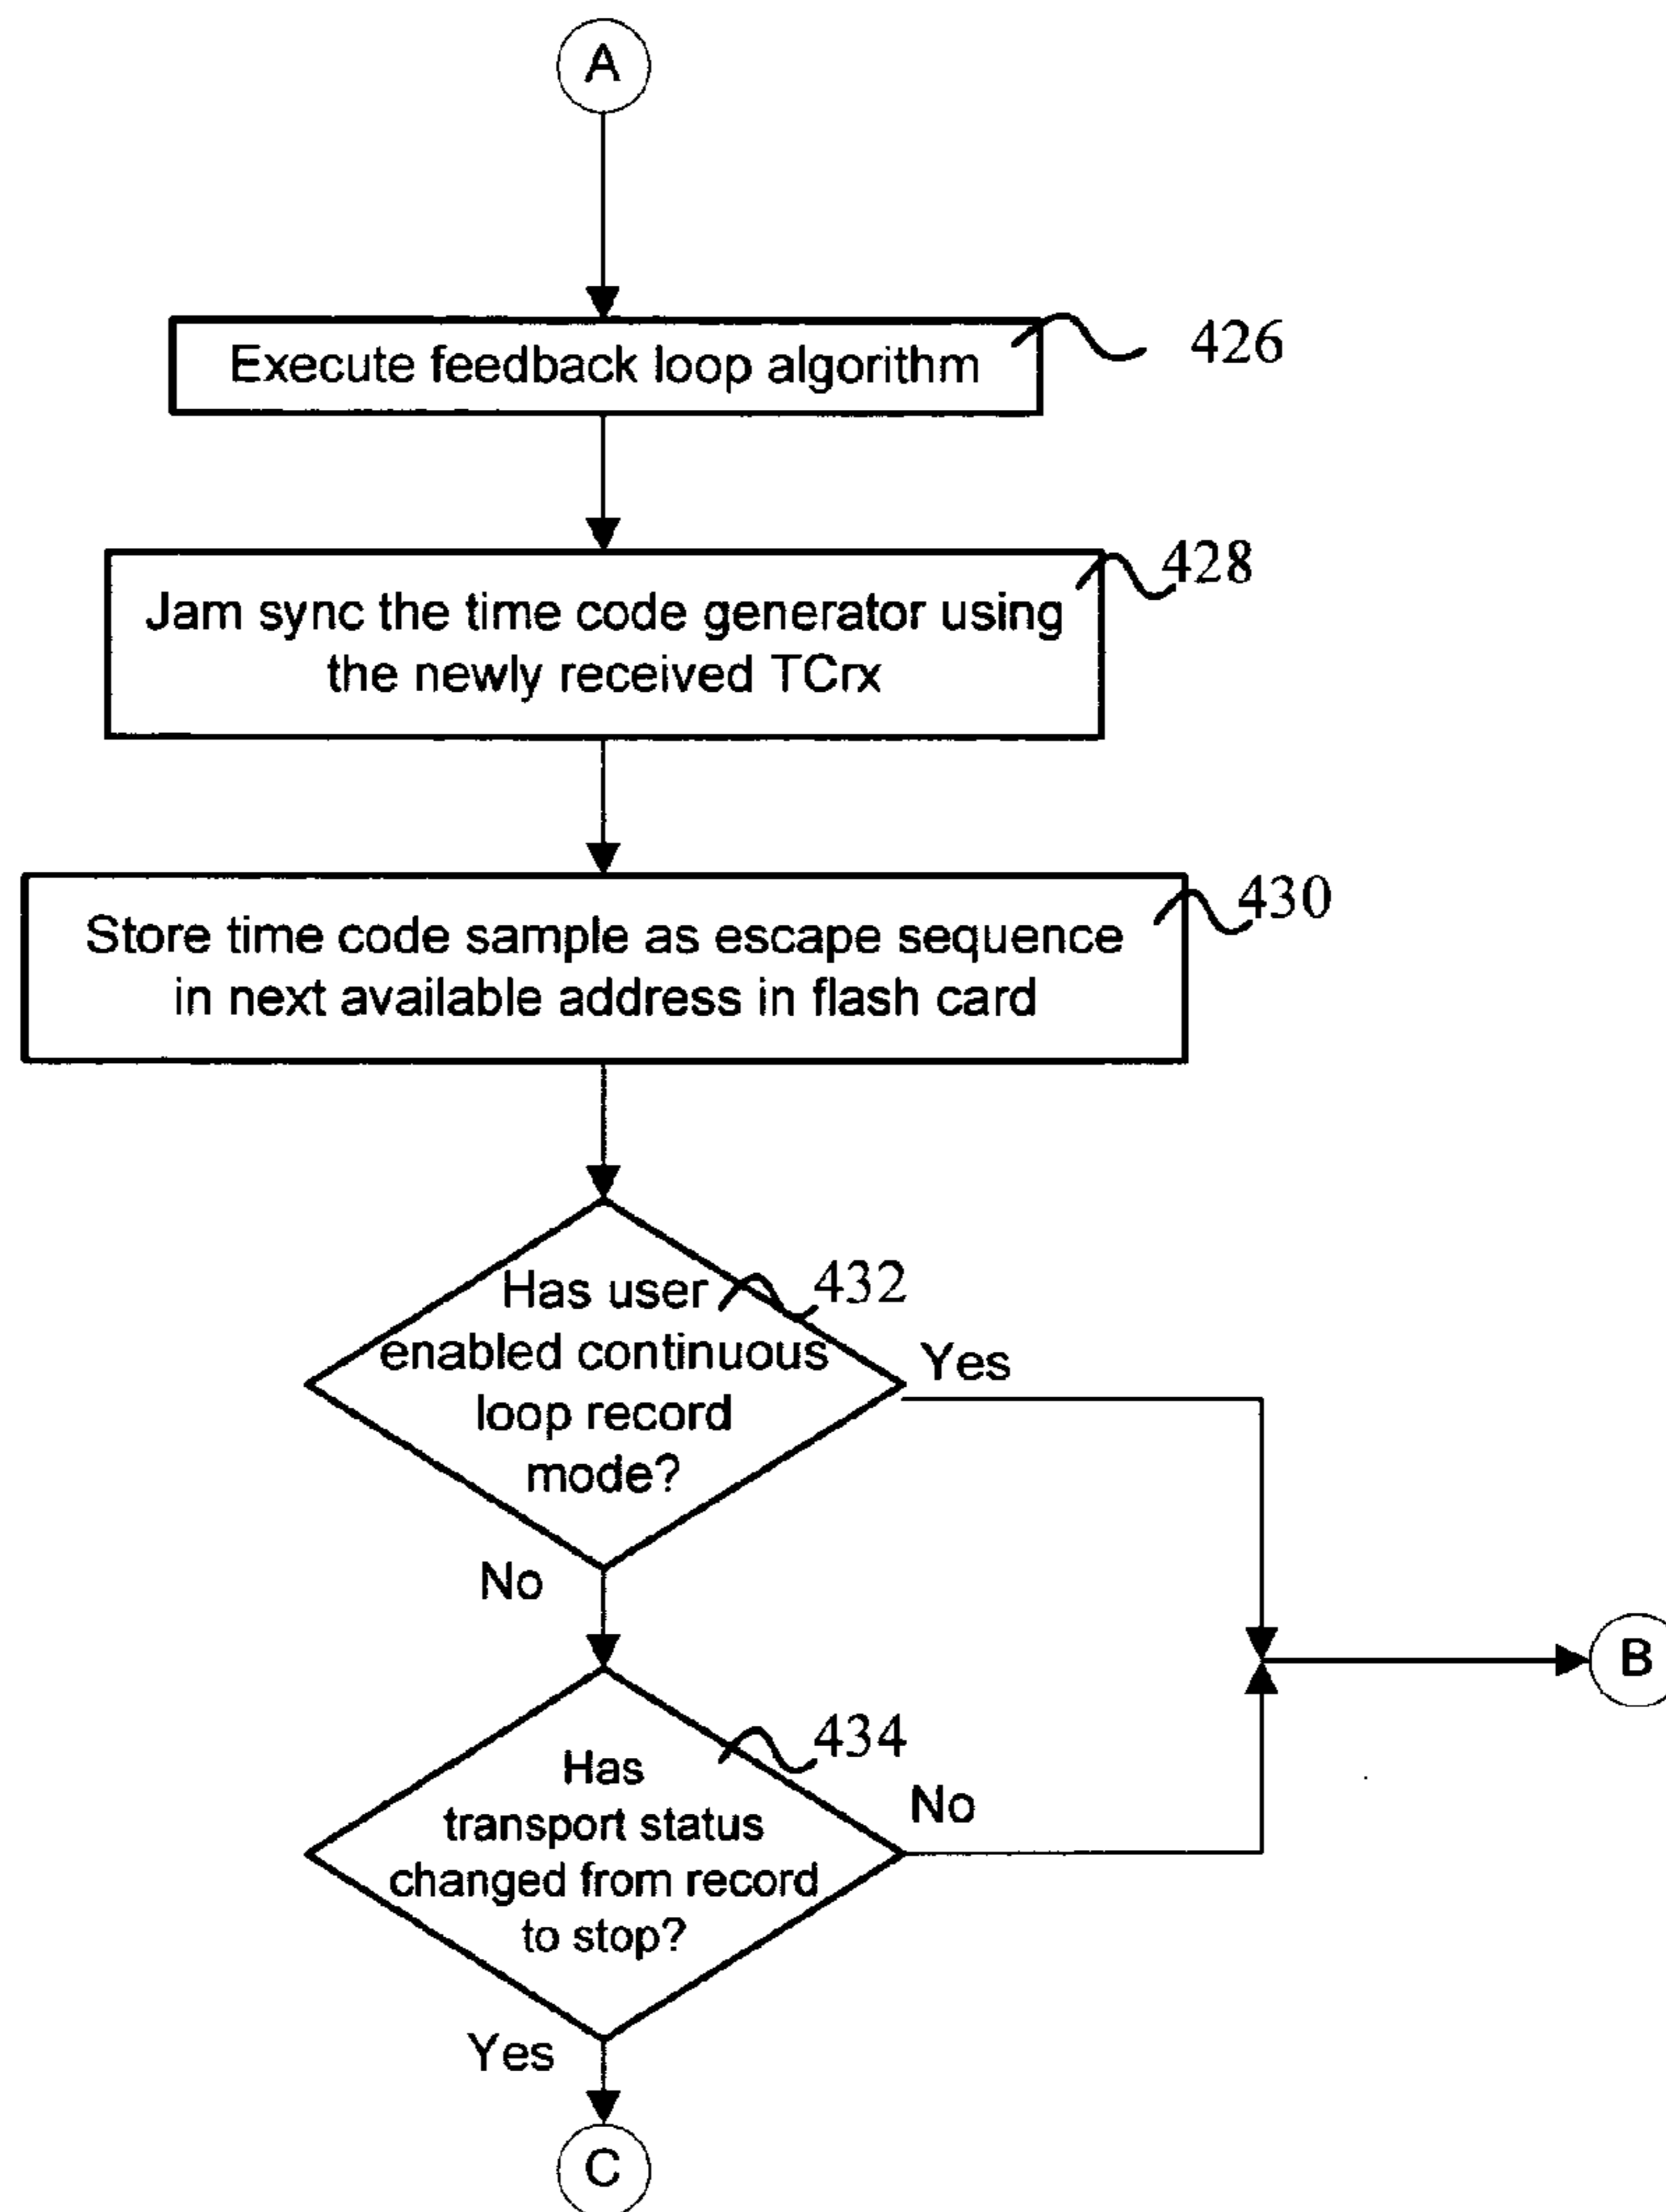 A
Execute feedback loop algorithm
426
Jam sync the time code generator using
the newly received TCrx
428
Store time code sample as escape sequence
in next available address in flash card
430
Has user
enabled continuous
loop record
mode?
432
Yes
No
B
Has
transport status
changed from record
to stop?
434
No
Yes
C